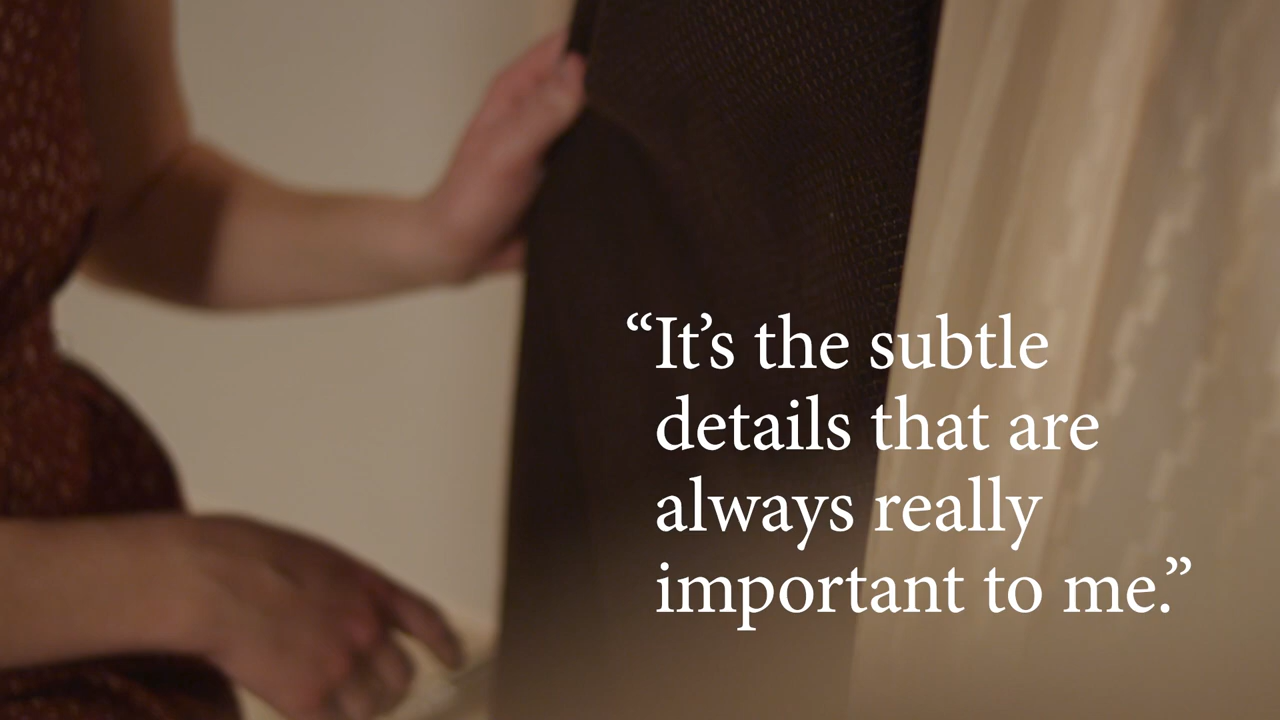 “It’s the subtle
details that are
always really
important to me.”